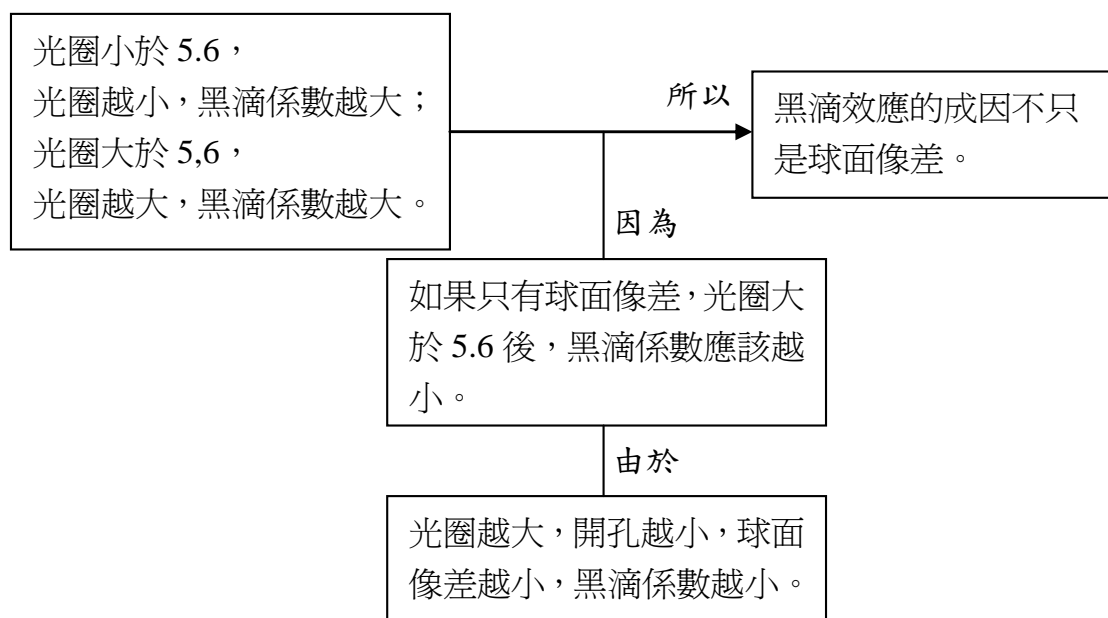 光圈小於 5.6，
光圈越小，黑滴係數越大；
光圈大於 5,6，
光圈越大，黑滴係數越大。
所以
黑滴效應的成因不只
是球面像差。
因為
如果只有球面像差，光圈大
於 5.6 後，黑滴係數應該越
小。
由於
光圈越大，開孔越小，球面
像差越小，黑滴係數越小。